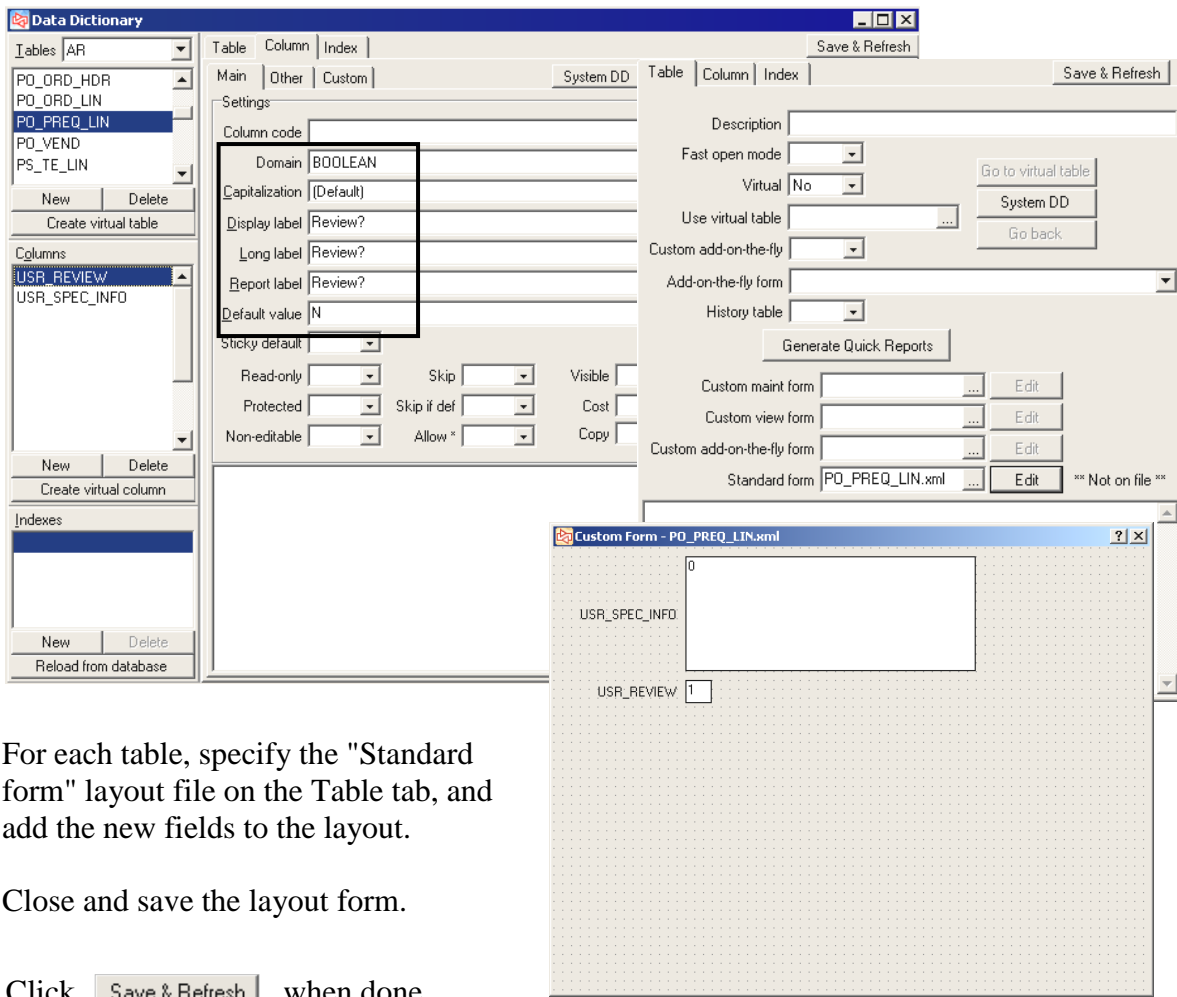 Data Dictionary
Tables AR
PO_ORD_HDR
PO_ORD_LIN
PO_PREQ_LIN
PO_VEND
PS_TE_LIN
New Delete
Create virtual table
Columns
USR_REVIEW
USR_SPEC_INFO
New Delete
Create virtual column
Indexes
New Delete
Reload from database
Table Column Index Save & Refresh
Main Other Custom System DD
Settings
Column code
Domain BOOLEAN
Capitalization (Default)
Display label Review?
Long label Review?
Report label Review?
Default value N
Sticky default
Read-only Skip Visible
Protected Skip if def Cost
Non-editable Allow * Copy
Table Column Index Save & Refresh
Description
Fast open mode
Virtual No
Go to virtual table
System DD
Use virtual table ...
Go back
Custom add-on-the-fly
Add-on-the-fly form
History table
Generate Quick Reports
Custom maint form ... Edit
Custom view form ... Edit
Custom add-on-the-fly form ... Edit
Standard form PO_PREQ_LIN.xml ... Edit ** Not on file **
Custom Form - PO_PREQ_LIN.xml
0
USR_SPEC_INFO
USR_REVIEW 1
For each table, specify the "Standard
form" layout file on the Table tab, and
add the new fields to the layout.
Close and save the layout form.
Click Save & Refresh when done